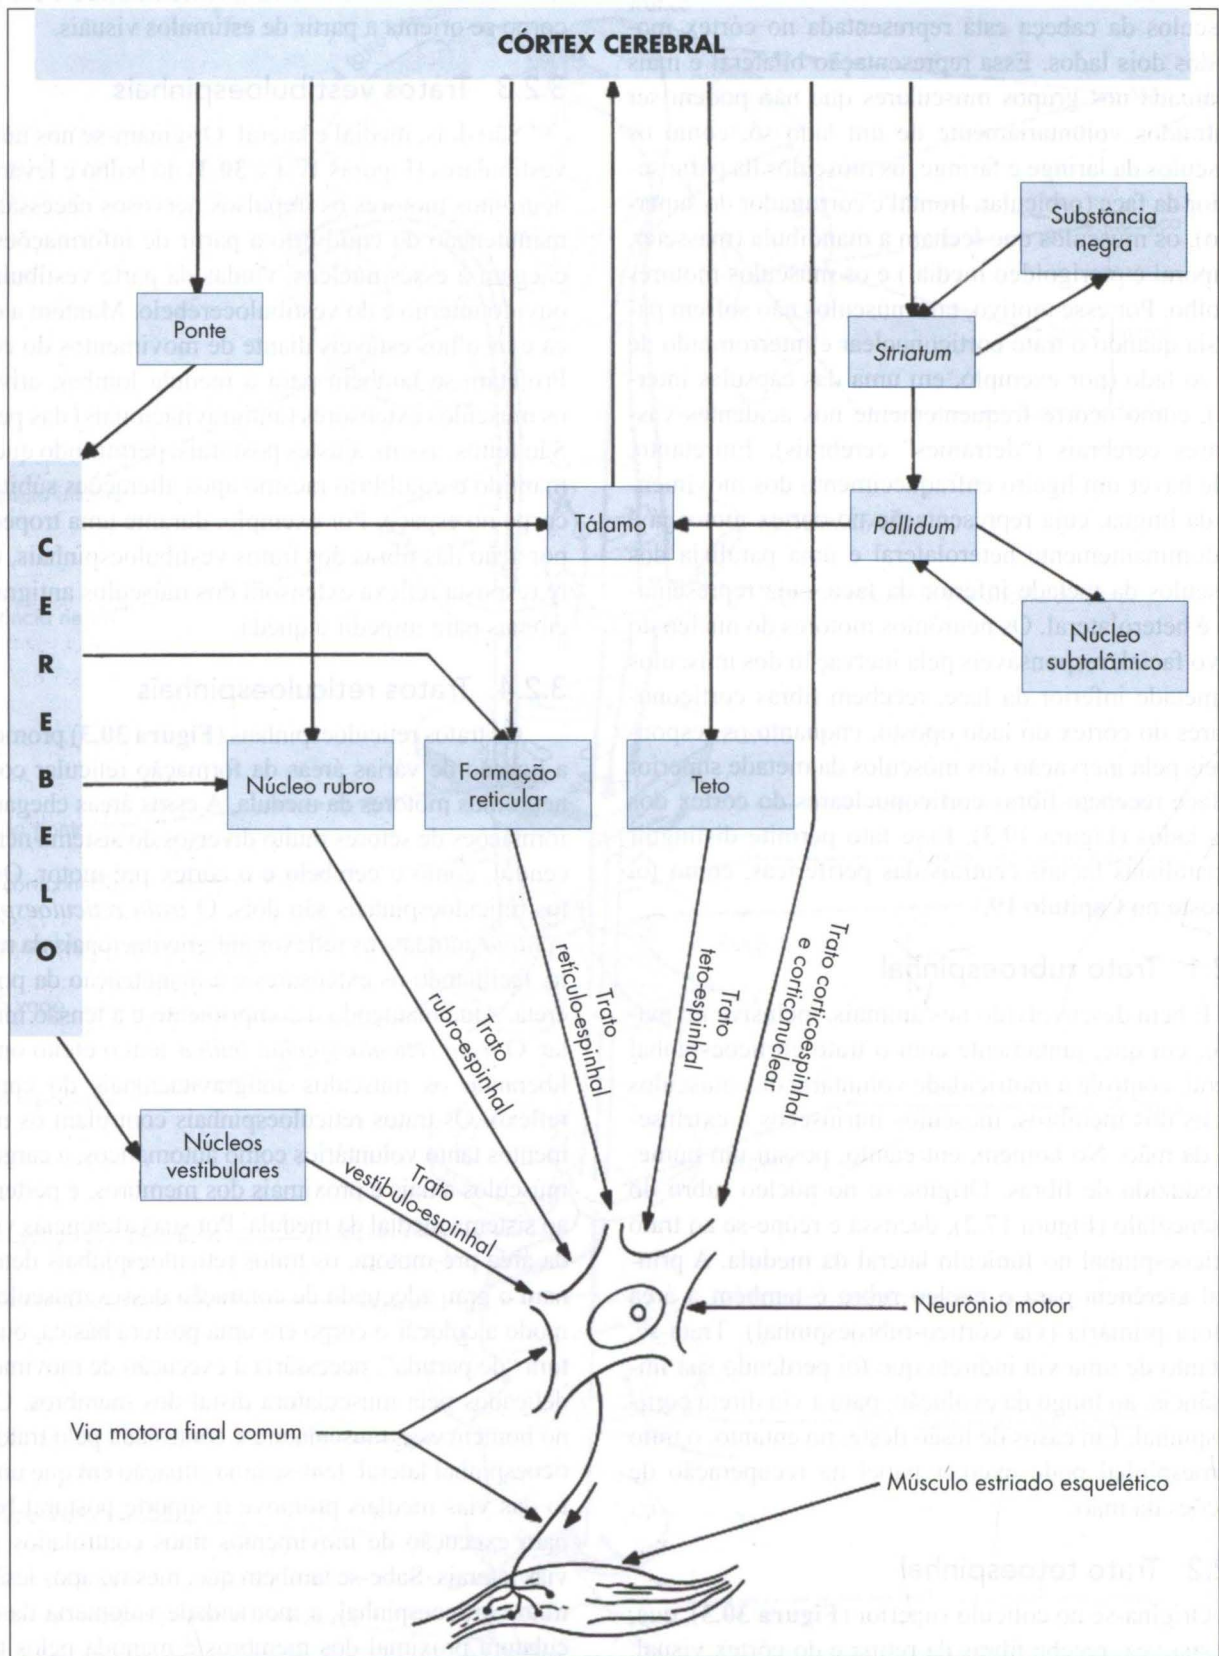 CÓRTEX CEREBRAL
Substância
negra
Ponte
Striatum
Tálamo
Pallidum
Núcleo
subtalâmico
CEREBELO
Núcleo rubro
Formação
reticular
Teto
Trato
rubro-espinhal
Trato
retículo-espinhal
Trato
teto-espinhal
Trato corticoespinhal
e corticonuclear
Núcleos
vestibulares
Trato
vestíbulo-espinhal
Neurônio motor
Via motora final comum
Músculo estriado esquelético